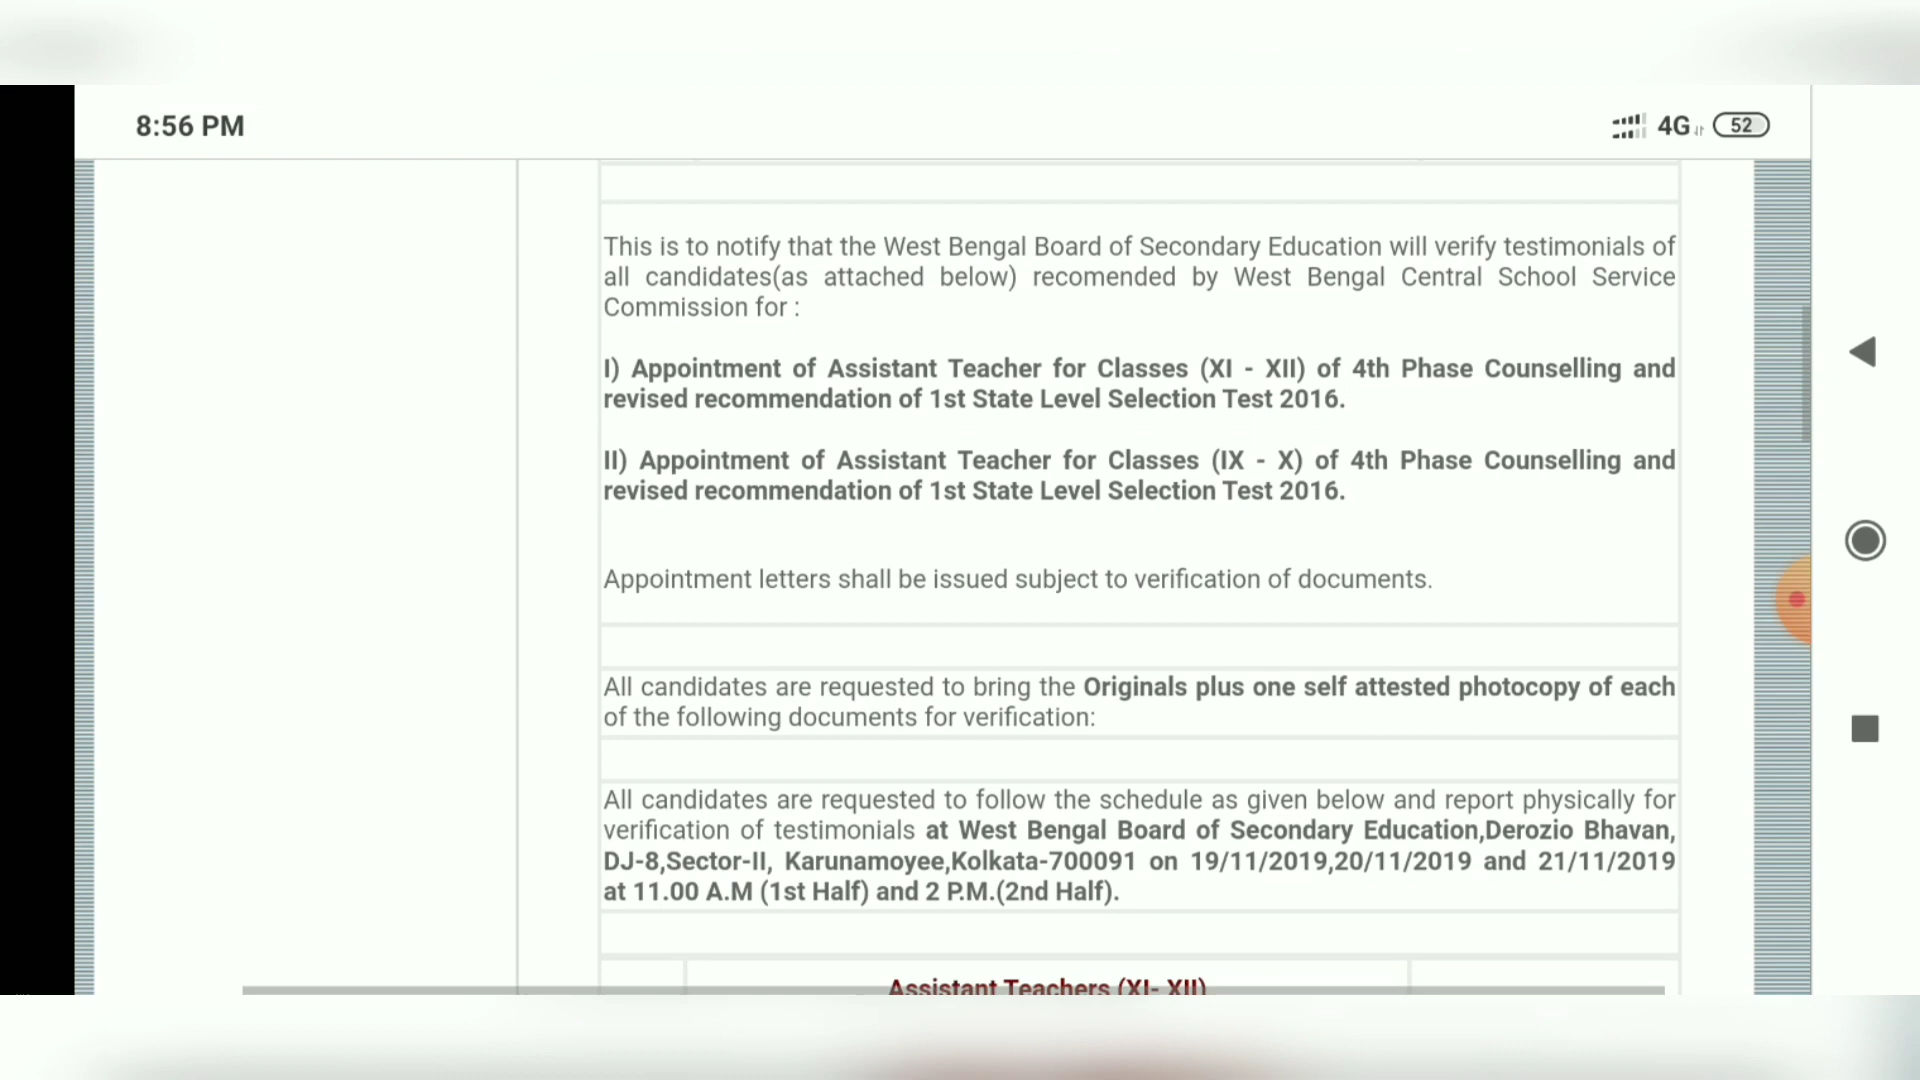 8:56 PM
4G
52
This is to notify that the West Bengal Board of Secondary Education will verify testimonials of
all candidates(as attached below) recomended by West Bengal Central School Service
Commission for :
I) Appointment of Assistant Teacher for Classes (XI - XII) of 4th Phase Counselling and
revised recommendation of 1st State Level Selection Test 2016.
II) Appointment of Assistant Teacher for Classes (IX - X) of 4th Phase Counselling and
revised recommendation of 1st State Level Selection Test 2016.
Appointment letters shall be issued subject to verification of documents.
All candidates are requested to bring the Originals plus one self attested photocopy of each
of the following documents for verification:
All candidates are requested to follow the schedule as given below and report physically for
verification of testimonials at West Bengal Board of Secondary Education,Derozio Bhavan,
DJ-8,Sector-II, Karunamoyee,Kolkata-700091 on 19/11/2019,20/11/2019 and 21/11/2019
at 11.00 A.M (1st Half) and 2 P.M.(2nd Half).
Assistant Teachers (XI- XII)